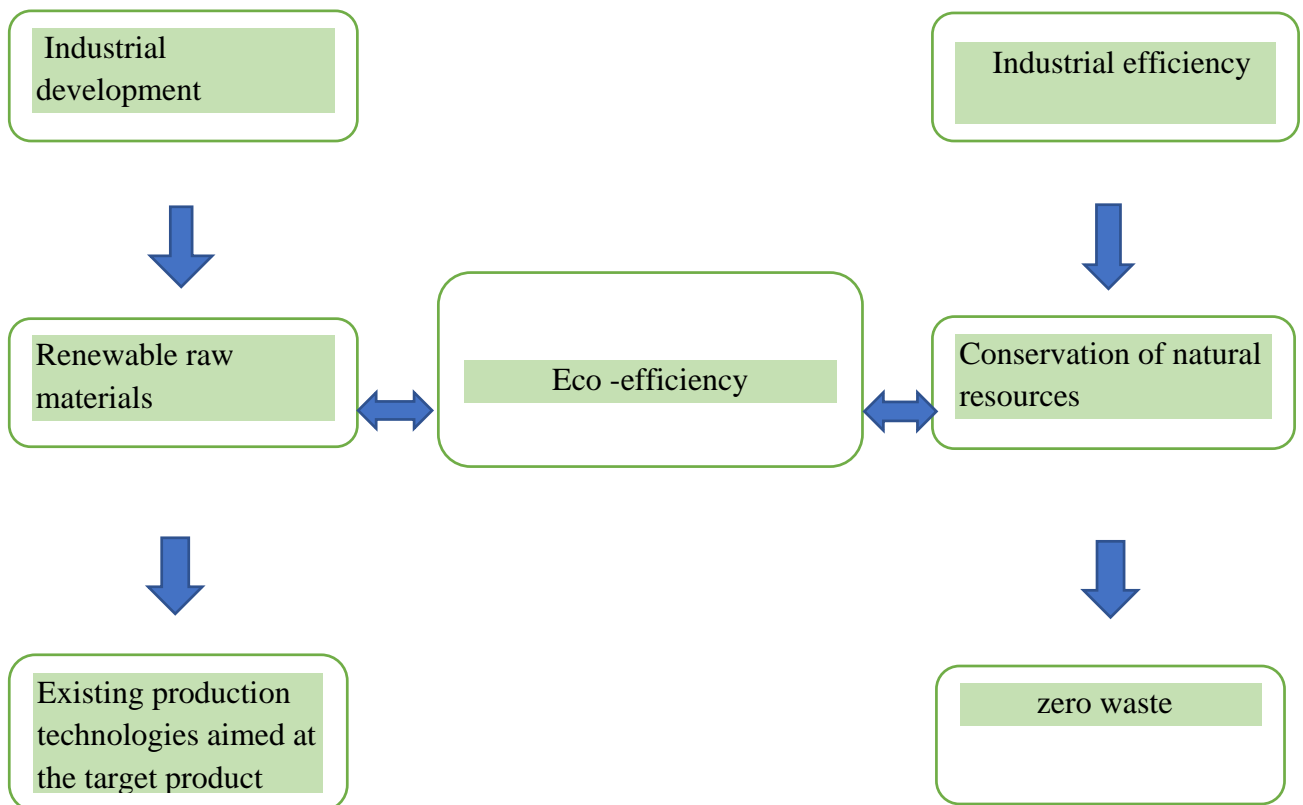 Industrial
development
Industrial efficiency
Renewable raw
materials
Eco -efficiency
Conservation of natural
resources
Existing production
technologies aimed at
the target product
zero waste